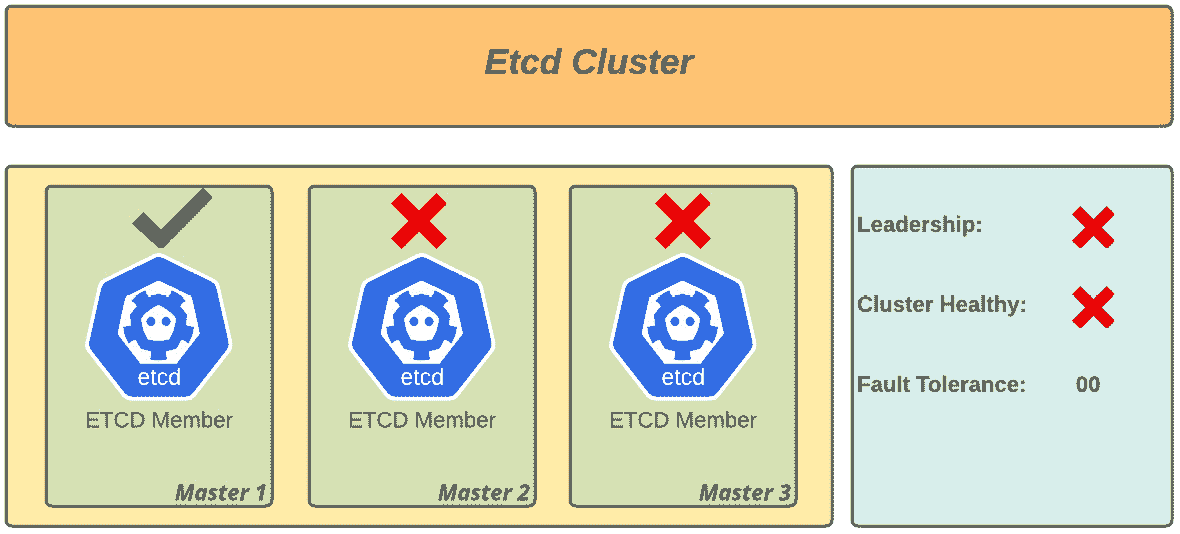 Etcd Cluster
etcd
ETCD Member
Master 1
etcd
ETCD Member
Master 2
etcd
ETCD Member
Master 3
Leadership:
Cluster Healthy:
Fault Tolerance: 00